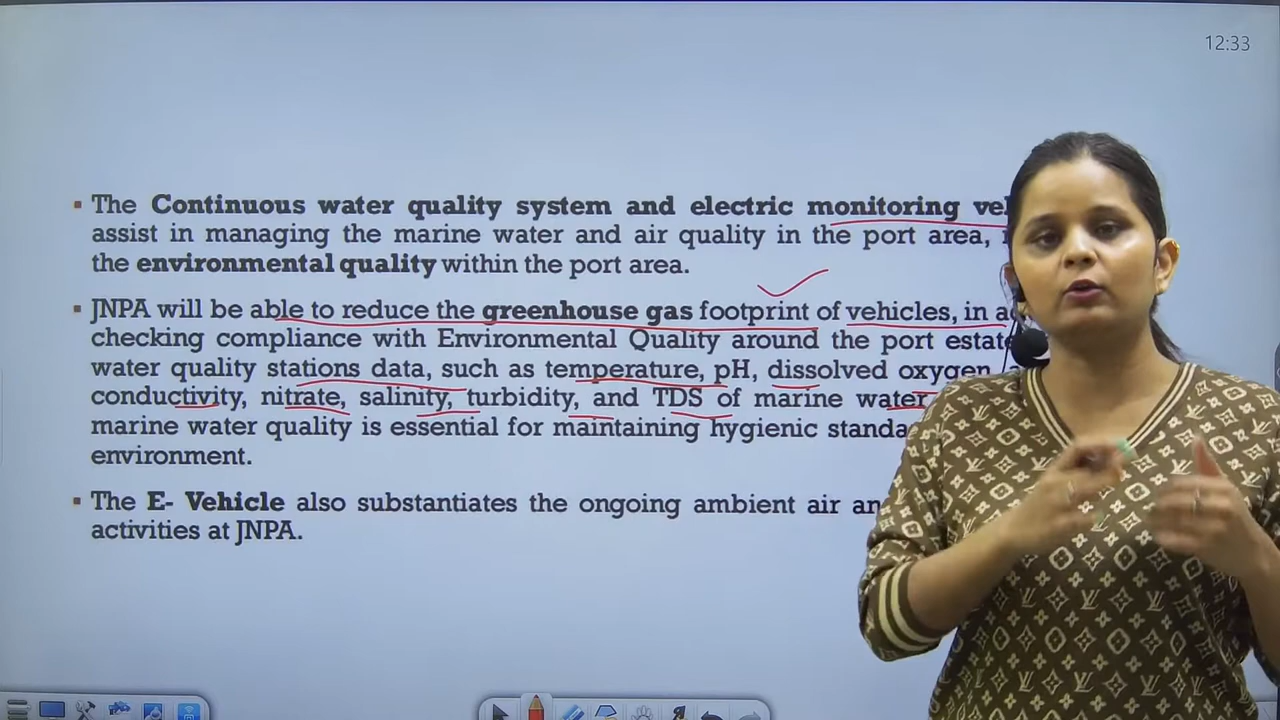 12:33
▪ The Continuous water quality system and electric monitoring
assist in managing the marine water and air quality in the port area,
the environmental quality within the port area.
▪ JNPA will be able to reduce the greenhouse gas footprint of vehicles, in
checking compliance with Environmental Quality around the port estate
water quality stations data, such as temperature, pH, dissolved oxygen,
conductivity, nitrate, salinity, turbidity, and TDS of marine water
marine water quality is essential for maintaining hygienic
environment.
▪ The E- Vehicle also substantiates the ongoing ambient air
activities at JNPA.